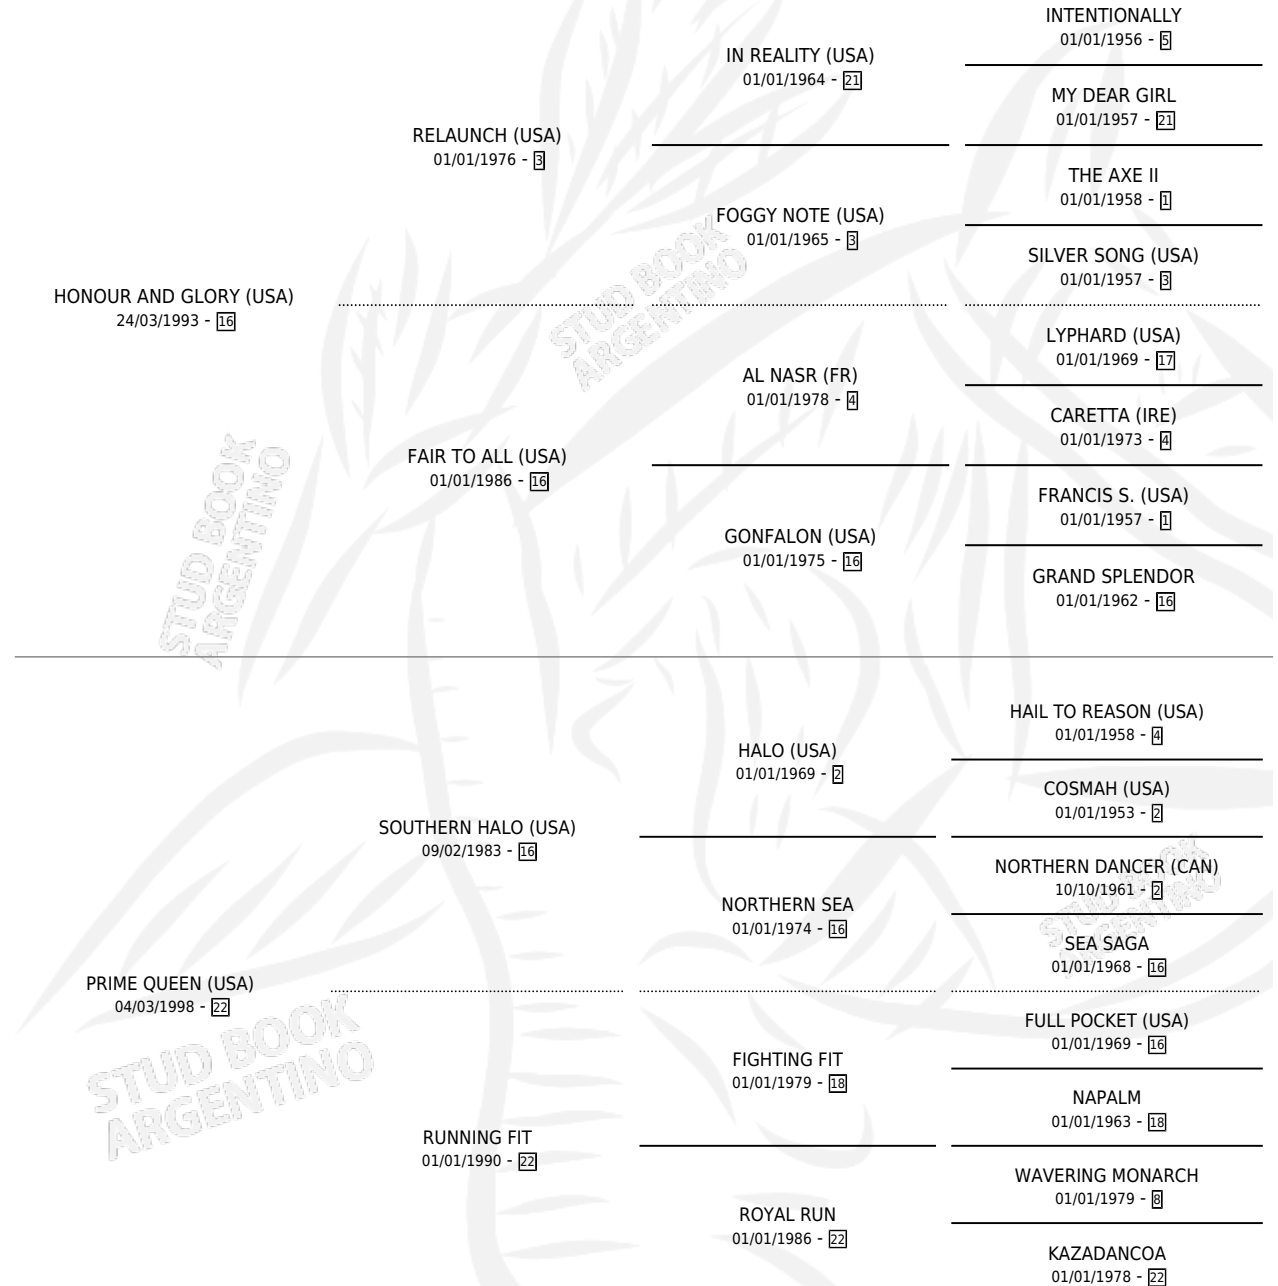 INTENTIONALLY
01/01/1956 - 5
IN REALITY (USA)
01/01/1964 - 21
MY DEAR GIRL
01/01/1957 - 21
RELAUNCH (USA)
01/01/1976 - 3
THE AXE II
01/01/1958 - 1
FOGGY NOTE (USA)
01/01/1965 - 3
SILVER SONG (USA)
01/01/1957 - 3
HONOUR AND GLORY (USA)
24/03/1993 - 16
LYPHARD (USA)
01/01/1969 - 17
AL NASR (FR)
01/01/1978 - 4
CARETTA (IRE)
01/01/1973 - 4
FAIR TO ALL (USA)
01/01/1986 - 16
FRANCIS S. (USA)
01/01/1957 - 1
GONFALON (USA)
01/01/1975 - 16
GRAND SPLENDOR
01/01/1962 - 16
HAIL TO REASON (USA)
01/01/1958 - 4
HALO (USA)
01/01/1969 - 2
COSMAH (USA)
01/01/1953 - 2
SOUTHERN HALO (USA)
09/02/1983 - 16
NORTHERN DANCER (CAN)
10/10/1961 - 2
NORTHERN SEA
01/01/1974 - 16
SEA SAGA
01/01/1968 - 16
PRIME QUEEN (USA)
04/03/1998 - 22
FULL POCKET (USA)
01/01/1969 - 16
FIGHTING FIT
01/01/1979 - 18
NAPALM
01/01/1963 - 18
RUNNING FIT
01/01/1990 - 22
WAVERING MONARCH
01/01/1979 - 8
ROYAL RUN
01/01/1986 - 22
KAZADANCOA
01/01/1978 - 22
STUD BOOK
ARGENTINO
STUD BOOK
ARGENTINO
STUD BOOK
ARGENTINO
STUD BOOK
ARGENTINO